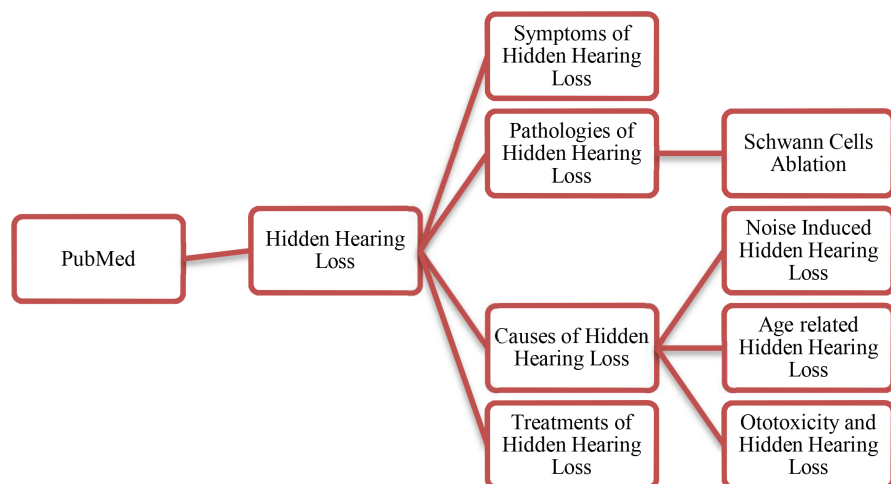 PubMed
Hidden Hearing
Loss
Symptoms of
Hidden Hearing
Loss
Pathologies of
Hidden Hearing
Loss
Schwann Cells
Ablation
Causes of Hidden
Hearing Loss
Noise Induced
Hidden Hearing
Loss
Age related
Hidden Hearing
Loss
Ototoxicity and
Hidden Hearing
Loss
Treatments of
Hidden Hearing
Loss